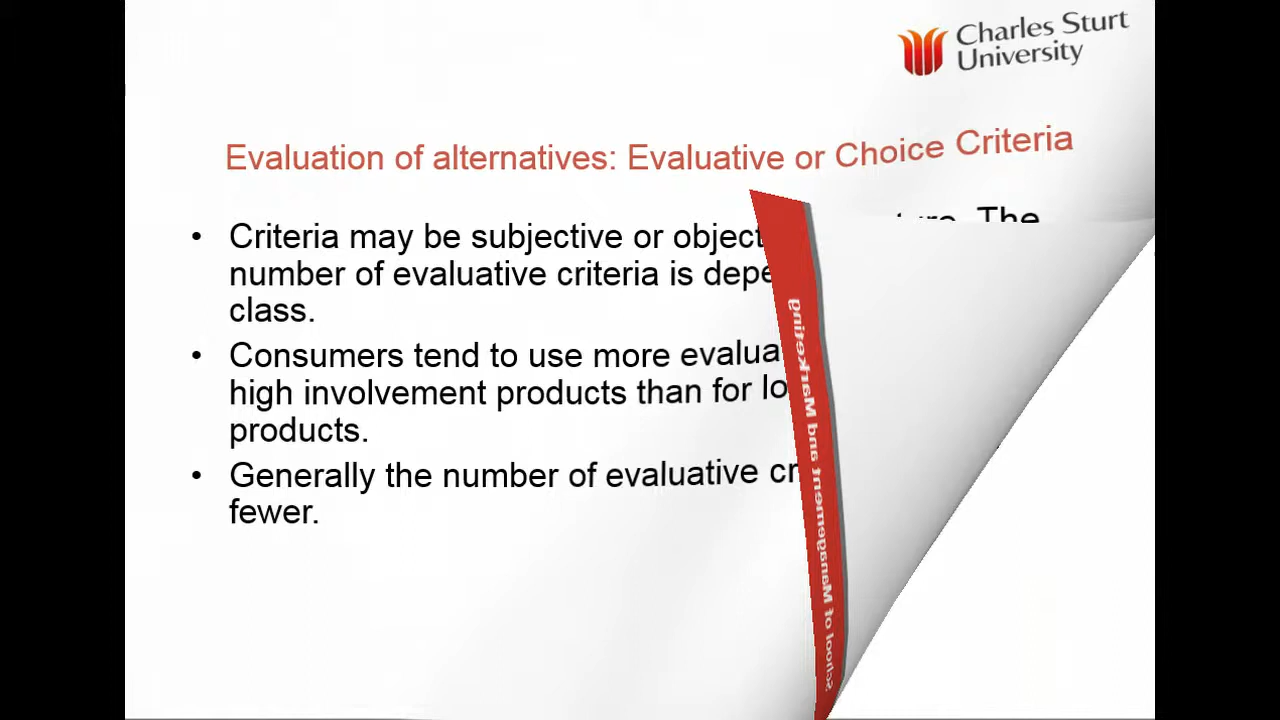 Charles Sturt
University
Evaluation of alternatives: Evaluative or Choice Criteria
• Criteria may be subjective or object The
number of evaluative criteria is depe
class.
• Consumers tend to use more evalua
high involvement products than for lo
products.
• Generally the number of evaluative cr
fewer.
School of Management and Marketing